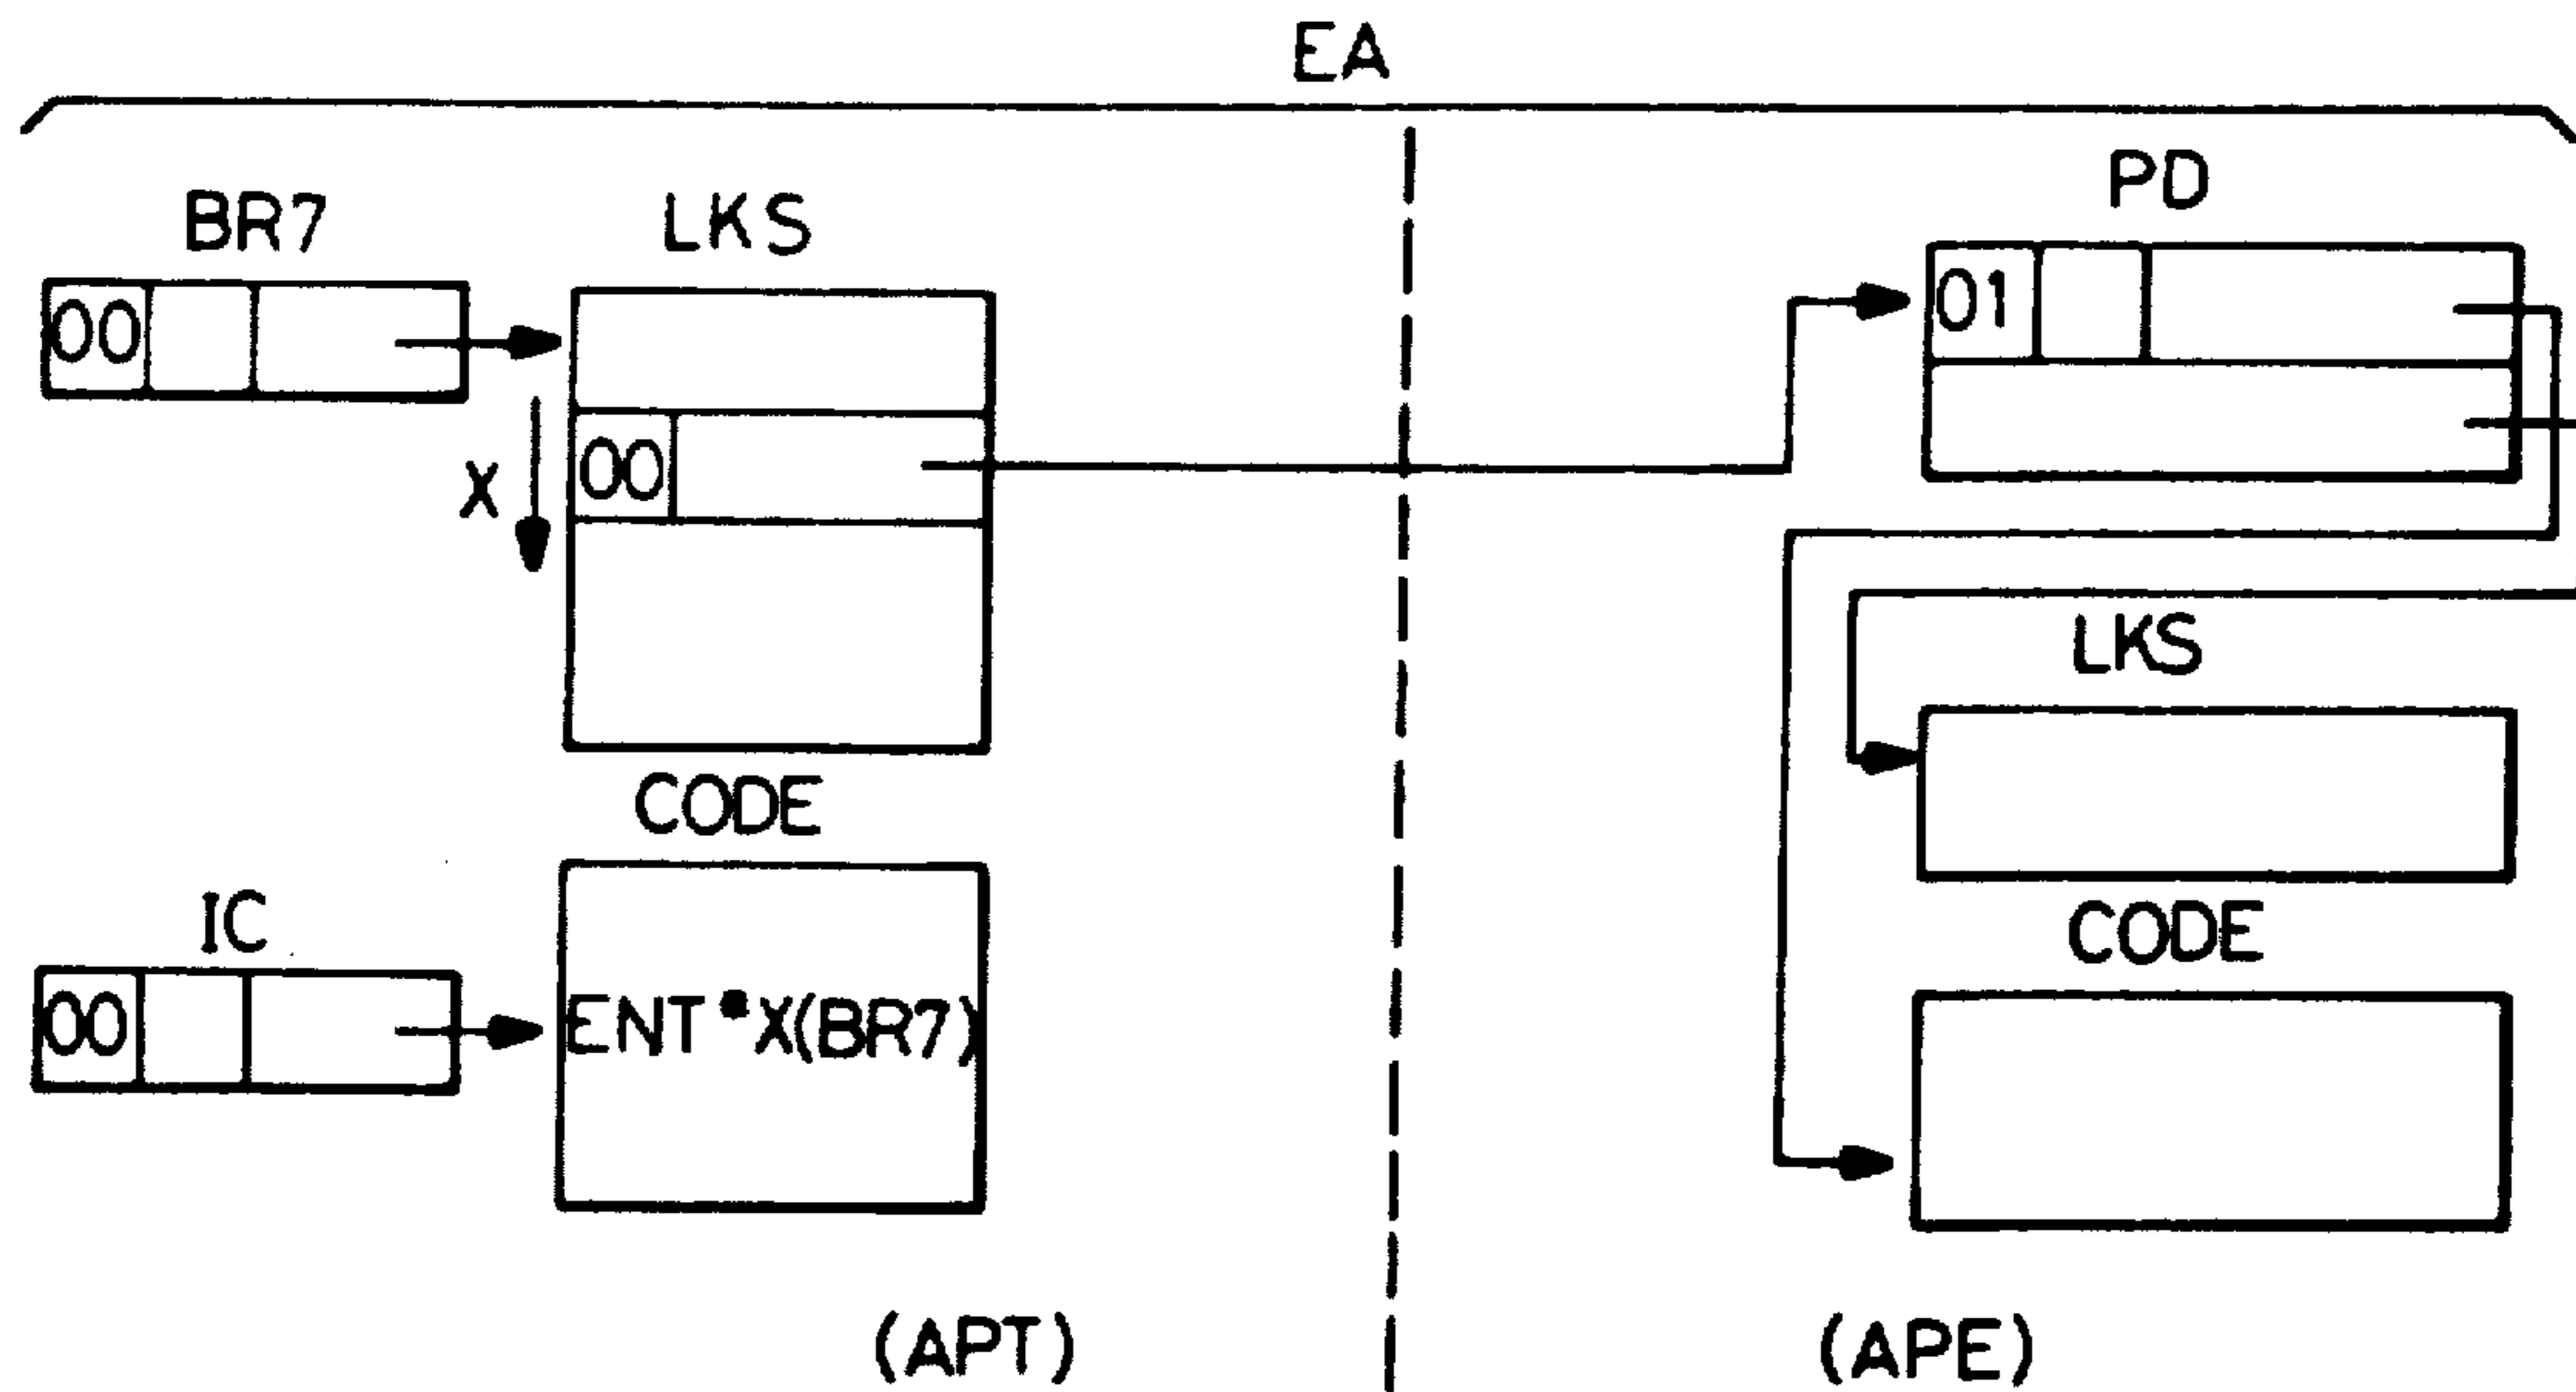 EA
BR7
LKS
PD
00
01
X
00
LKS
CODE
IC
CODE
00
ENT*X(BR7)
(APT)
(APE)